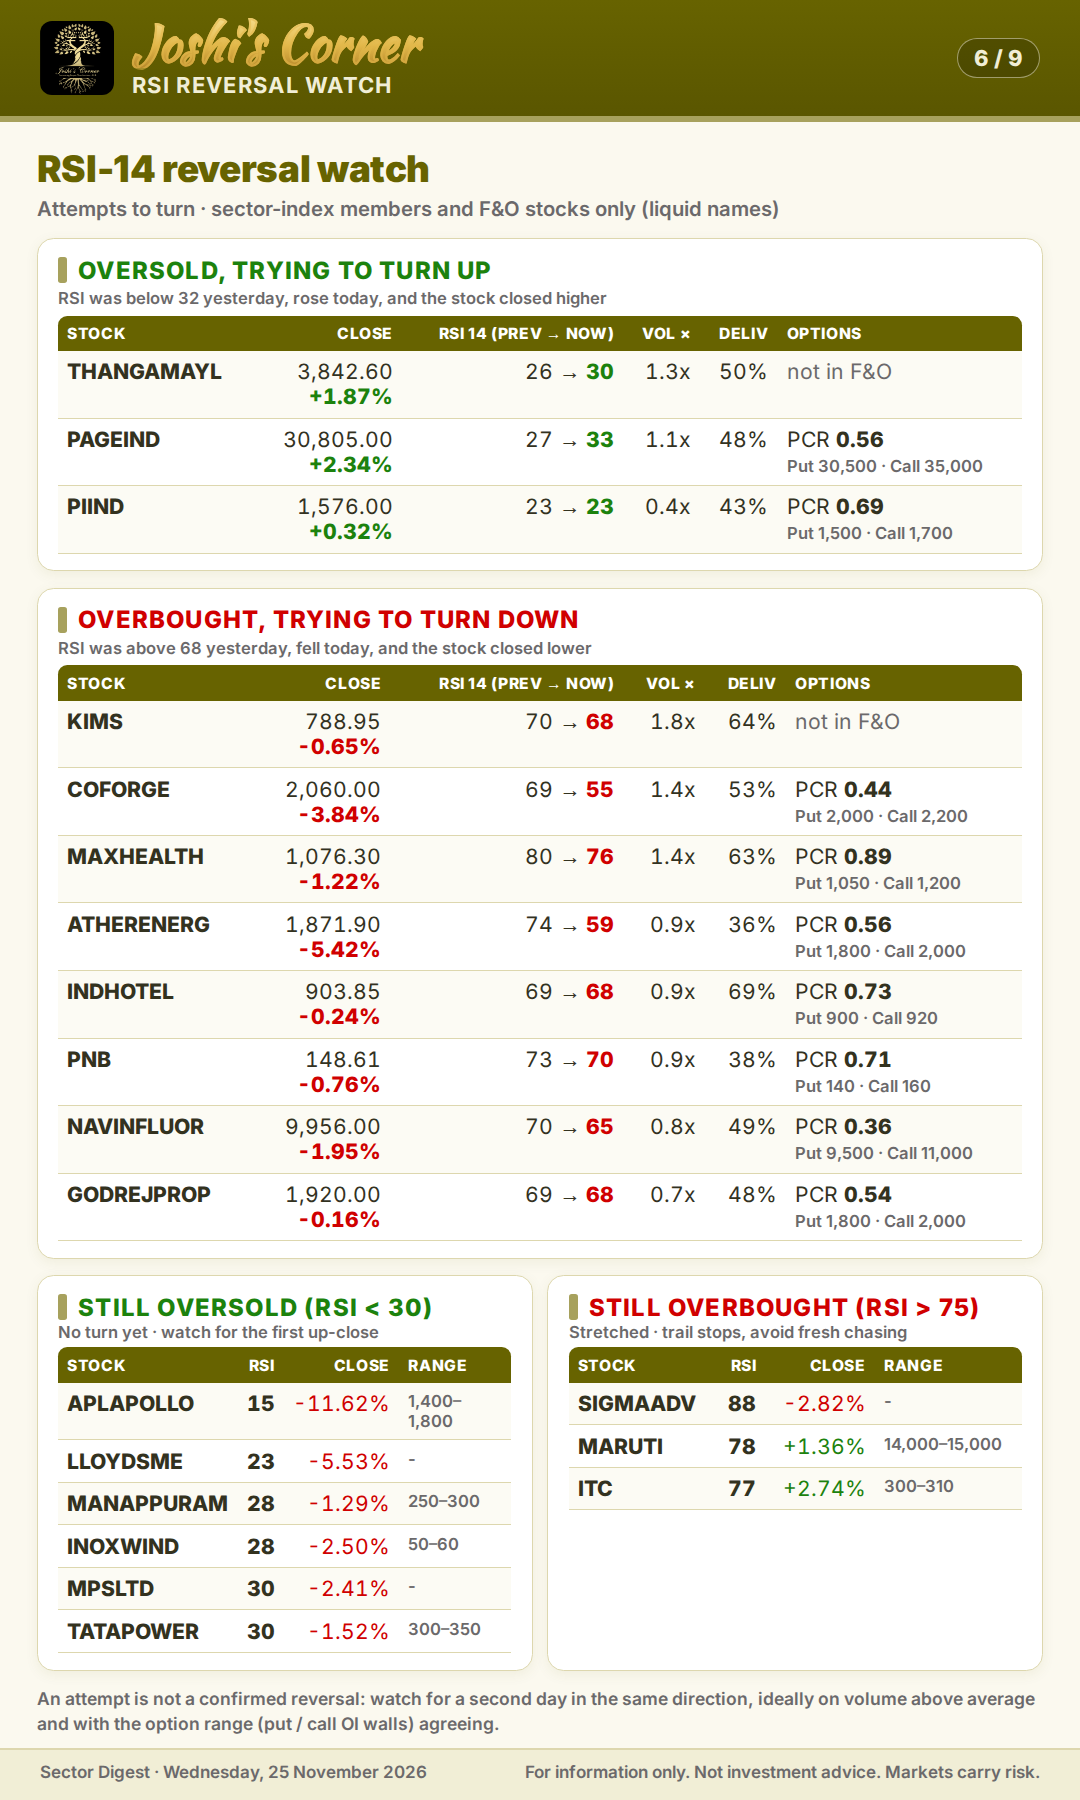 Joshi's Corner
Joshi's Corner
RSI REVERSAL WATCH
6 / 9
RSI-14 reversal watch
Attempts to turn · sector-index members and F&O stocks only (liquid names)
OVERSOLD, TRYING TO TURN UP
RSI was below 32 yesterday, rose today, and the stock closed higher
STOCK CLOSE RSI 14 (PREV → NOW) VOL × DELIV OPTIONS
THANGAMAYL 3,842.60 26 → 30 1.3x 50% not in F&O
+1.87%
PAGEIND 30,805.00 27 → 33 1.1x 48% PCR 0.56
+2.34% Put 30,500 · Call 35,000
PIIND 1,576.00 23 → 23 0.4x 43% PCR 0.69
+0.32% Put 1,500 · Call 1,700
OVERBOUGHT, TRYING TO TURN DOWN
RSI was above 68 yesterday, fell today, and the stock closed lower
STOCK CLOSE RSI 14 (PREV → NOW) VOL × DELIV OPTIONS
KIMS 788.95 70 → 68 1.8x 64% not in F&O
-0.65%
COFORGE 2,060.00 69 → 55 1.4x 53% PCR 0.44
-3.84% Put 2,000 · Call 2,200
MAXHEALTH 1,076.30 80 → 76 1.4x 63% PCR 0.89
-1.22% Put 1,050 · Call 1,200
ATHERENERG 1,871.90 74 → 59 0.9x 36% PCR 0.56
-5.42% Put 1,800 · Call 2,000
INDHOTEL 903.85 69 → 68 0.9x 69% PCR 0.73
-0.24% Put 900 · Call 920
PNB 148.61 73 → 70 0.9x 38% PCR 0.71
-0.76% Put 140 · Call 160
NAVINFLUOR 9,956.00 70 → 65 0.8x 49% PCR 0.36
-1.95% Put 9,500 · Call 11,000
GODREJPROP 1,920.00 69 → 68 0.7x 48% PCR 0.54
-0.16% Put 1,800 · Call 2,000
STILL OVERSOLD (RSI < 30)
No turn yet · watch for the first up-close
STOCK RSI CLOSE RANGE
APLAPOLLO 15 -11.62% 1,400–
1,800
LLOYDSME 23 -5.53% -
MANAPPURAM 28 -1.29% 250–300
INOXWIND 28 -2.50% 50–60
MPSLTD 30 -2.41% -
TATAPOWER 30 -1.52% 300–350
STILL OVERBOUGHT (RSI > 75)
Stretched · trail stops, avoid fresh chasing
STOCK RSI CLOSE RANGE
SIGMAADV 88 -2.82% -
MARUTI 78 +1.36% 14,000–15,000
ITC 77 +2.74% 300–310
An attempt is not a confirmed reversal: watch for a second day in the same direction, ideally on volume above average
and with the option range (put / call OI walls) agreeing.
Sector Digest · Wednesday, 25 November 2026
For information only. Not investment advice. Markets carry risk.